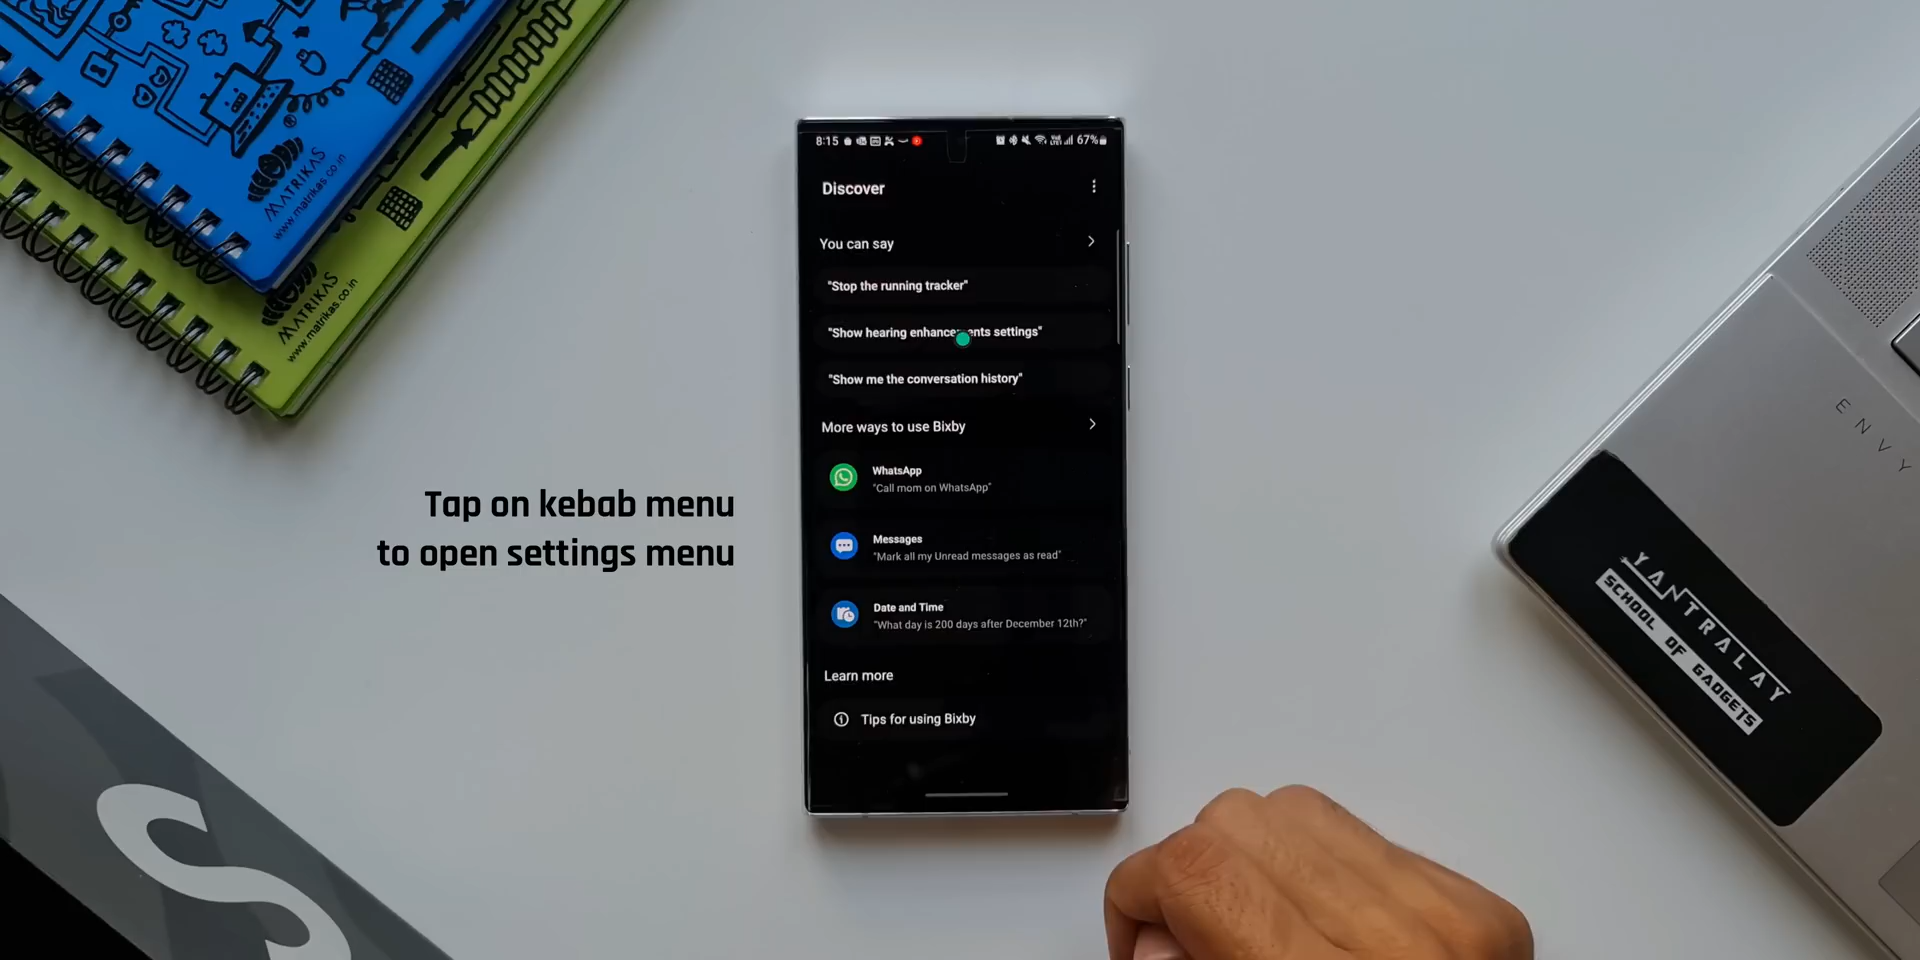 MATRIKAS
www.matrikas.co.in
MATRIKAS
www.matrikas.co.in
Tap on kebab menu
to open settings menu
8:15
67%
Discover
You can say
"Stop the running tracker"
"Show hearing enhancements settings"
"Show me the conversation history"
More ways to use Bixby
WhatsApp
"Call mom on WhatsApp"
Messages
"Mark all my Unread messages as read"
Date and Time
"What day is 200 days after December 12th?"
Learn more
Tips for using Bixby
ENVY
YANTRALAY
SCHOOL OF GADGETS
S